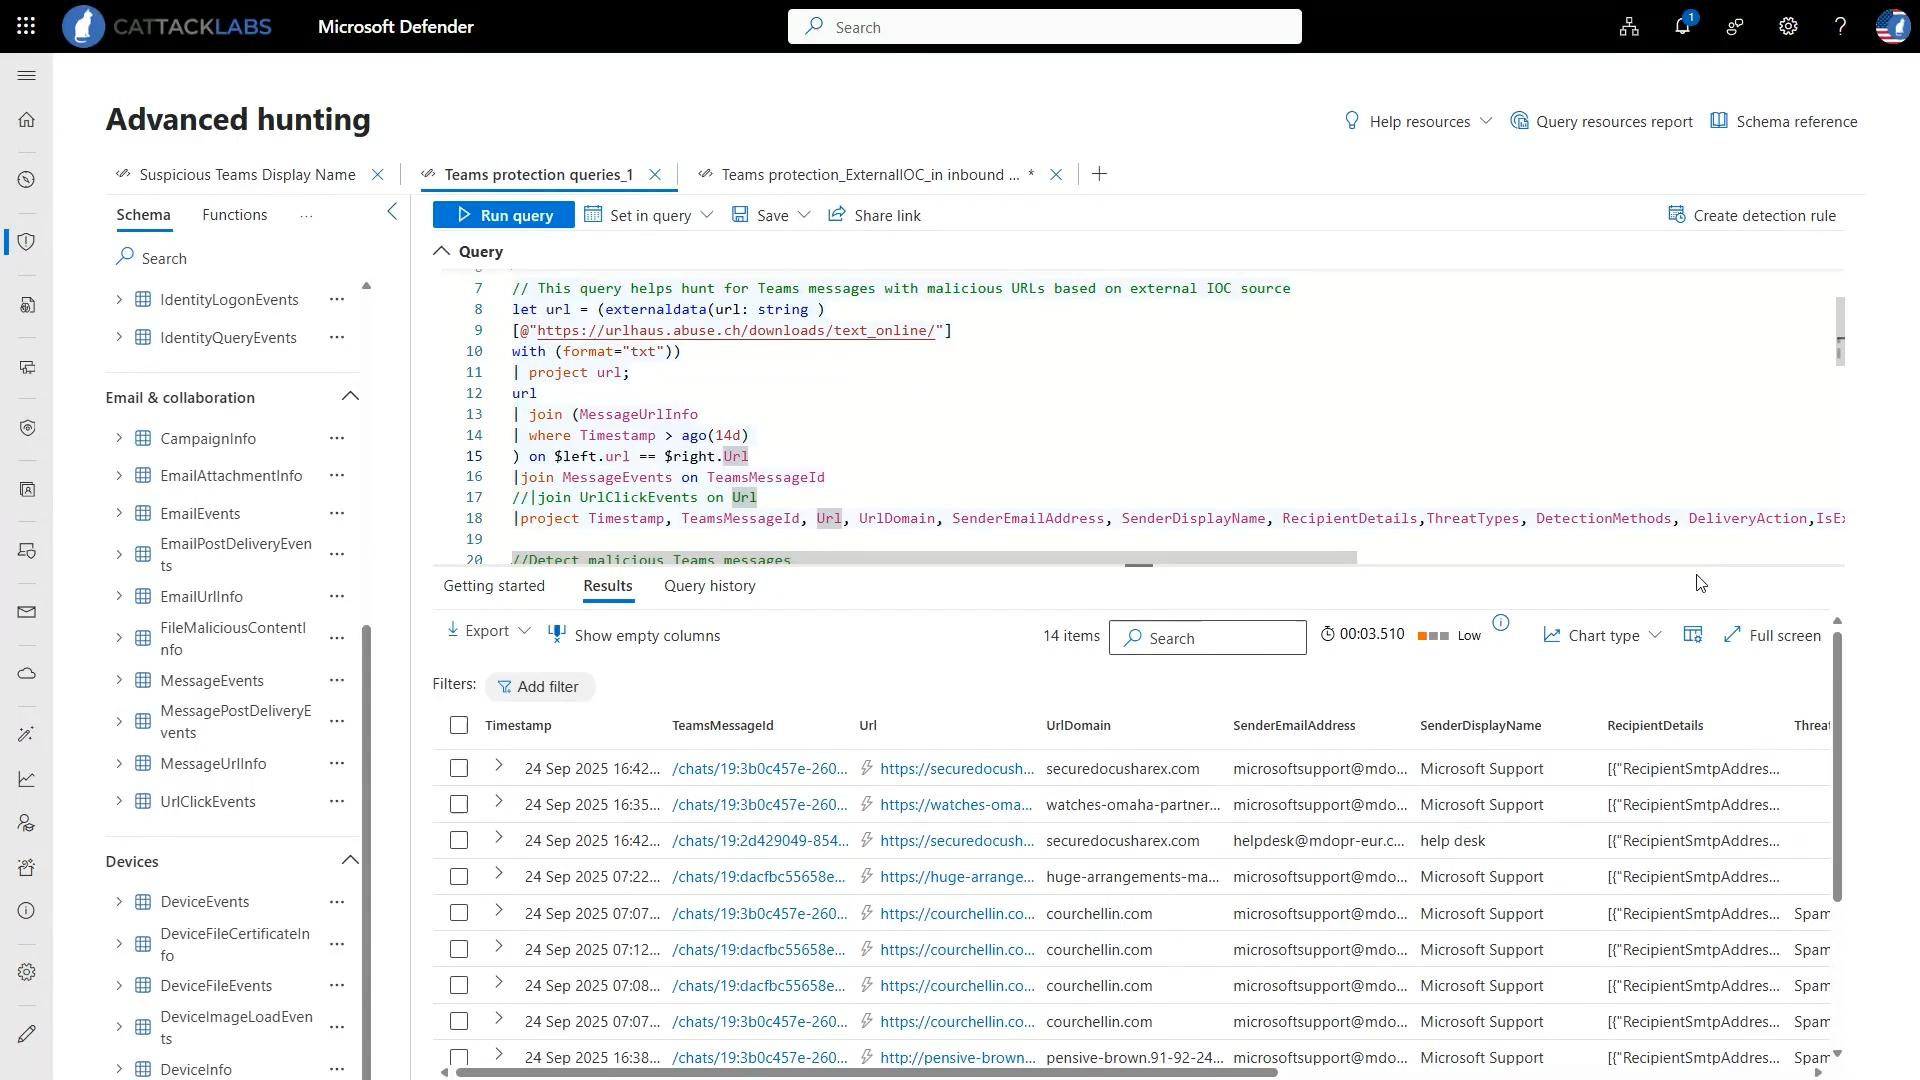 CATTACKLABS
Microsoft Defender
Search
1
Advanced hunting
Help resources
Query resources report
Schema reference
Suspicious Teams Display Name
Teams protection queries_1
Teams protection_ExternalIOC_in inbound ... *
Schema
Functions
...
Run query
Set in query
Save
Share link
Create detection rule
Search
Query
IdentityLogonEvents
IdentityQueryEvents
Email & collaboration
CampaignInfo
EmailAttachmentInfo
EmailEvents
EmailPostDeliveryEven
ts
EmailUrlInfo
FileMaliciousContentI
nfo
MessageEvents
MessagePostDeliveryE
vents
MessageUrlInfo
UrlClickEvents
Devices
DeviceEvents
DeviceFileCertificateIn
fo
DeviceFileEvents
DeviceImageLoadEven
ts
DeviceInfo
7 // This query helps hunt for Teams messages with malicious URLs based on external IOC source
8 let url = (externaldata(url: string )
9 [@"https://urlhaus.abuse.ch/downloads/text_online/"]
10 with (format="txt"))
11 | project url;
12 url
13 | join (MessageUrlInfo
14 | where Timestamp > ago(14d)
15 ) on $left.url == $right.Url
16 |join MessageEvents on TeamsMessageId
17 //|join UrlClickEvents on Url
18 |project Timestamp, TeamsMessageId, Url, UrlDomain, SenderEmailAddress, SenderDisplayName, RecipientDetails,ThreatTypes, DetectionMethods, DeliveryAction,IsEx
19
20 //Detect malicious Teams messages
Getting started
Results
Query history
Export
Show empty columns
14 items
Search
00:03.510
Low
Chart type
Full screen
Filters:
Add filter
Timestamp TeamsMessageId Url UrlDomain SenderEmailAddress SenderDisplayName RecipientDetails Threat
24 Sep 2025 16:42... /chats/19:3b0c457e-260... https://securedocush... securedocusharex.com microsoftsupport@mdo... Microsoft Support [{"RecipientSmtpAddres...
24 Sep 2025 16:35... /chats/19:3b0c457e-260... https://watches-oma... watches-omaha-partner... microsoftsupport@mdo... Microsoft Support [{"RecipientSmtpAddres...
24 Sep 2025 16:42... /chats/19:2d429049-854... https://securedocush... securedocusharex.com helpdesk@mdopr-eur.c... help desk [{"RecipientSmtpAddres...
24 Sep 2025 07:22... /chats/19:dacfbc55658e... https://huge-arrange... huge-arrangements-ma... microsoftsupport@mdo... Microsoft Support [{"RecipientSmtpAddres...
24 Sep 2025 07:07... /chats/19:3b0c457e-260... https://courchellin.co... courchellin.com microsoftsupport@mdo... Microsoft Support [{"RecipientSmtpAddres... Spam
24 Sep 2025 07:12... /chats/19:dacfbc55658e... https://courchellin.co... courchellin.com microsoftsupport@mdo... Microsoft Support [{"RecipientSmtpAddres... Spam
24 Sep 2025 07:08... /chats/19:dacfbc55658e... https://courchellin.co... courchellin.com microsoftsupport@mdo... Microsoft Support [{"RecipientSmtpAddres... Spam
24 Sep 2025 07:07... /chats/19:3b0c457e-260... https://courchellin.co... courchellin.com microsoftsupport@mdo... Microsoft Support [{"RecipientSmtpAddres... Spam
24 Sep 2025 16:38... /chats/19:3b0c457e-260... http://pensive-brown... pensive-brown.91-92-24... microsoftsupport@mdo... Microsoft Support [{"RecipientSmtpAddres... Spam